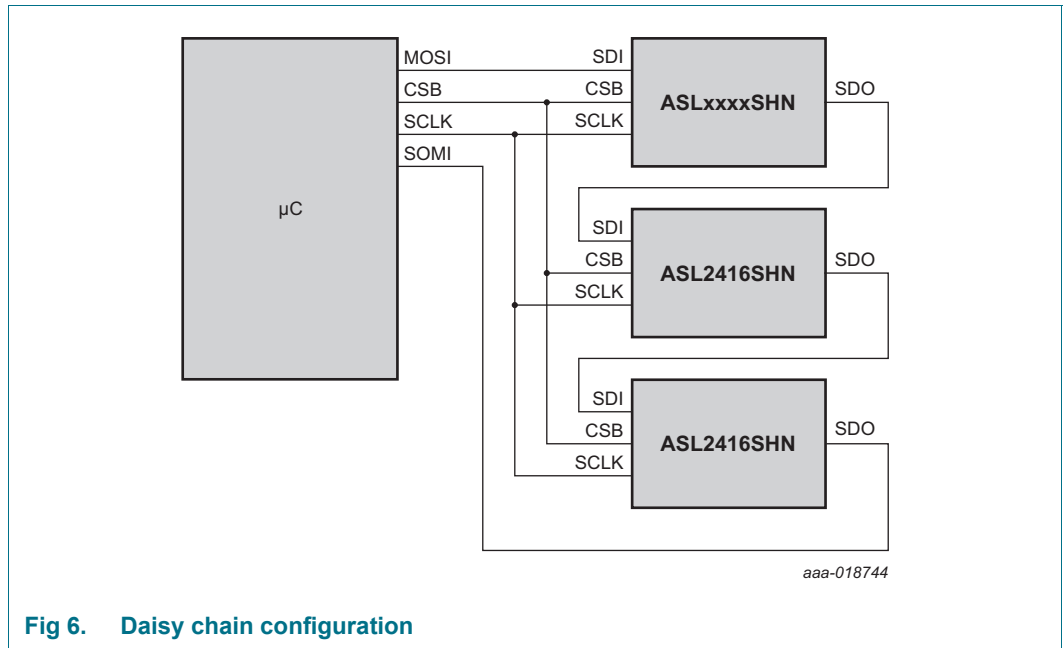 MOSI
CSB
SCLK
SOMI
µC
SDI
CSB
SCLK
ASLxxxxSHN
SDO
SDI
CSB
SCLK
ASL2416SHN
SDO
SDI
CSB
SCLK
ASL2416SHN
SDO
aaa-018744
Fig 6. Daisy chain configuration